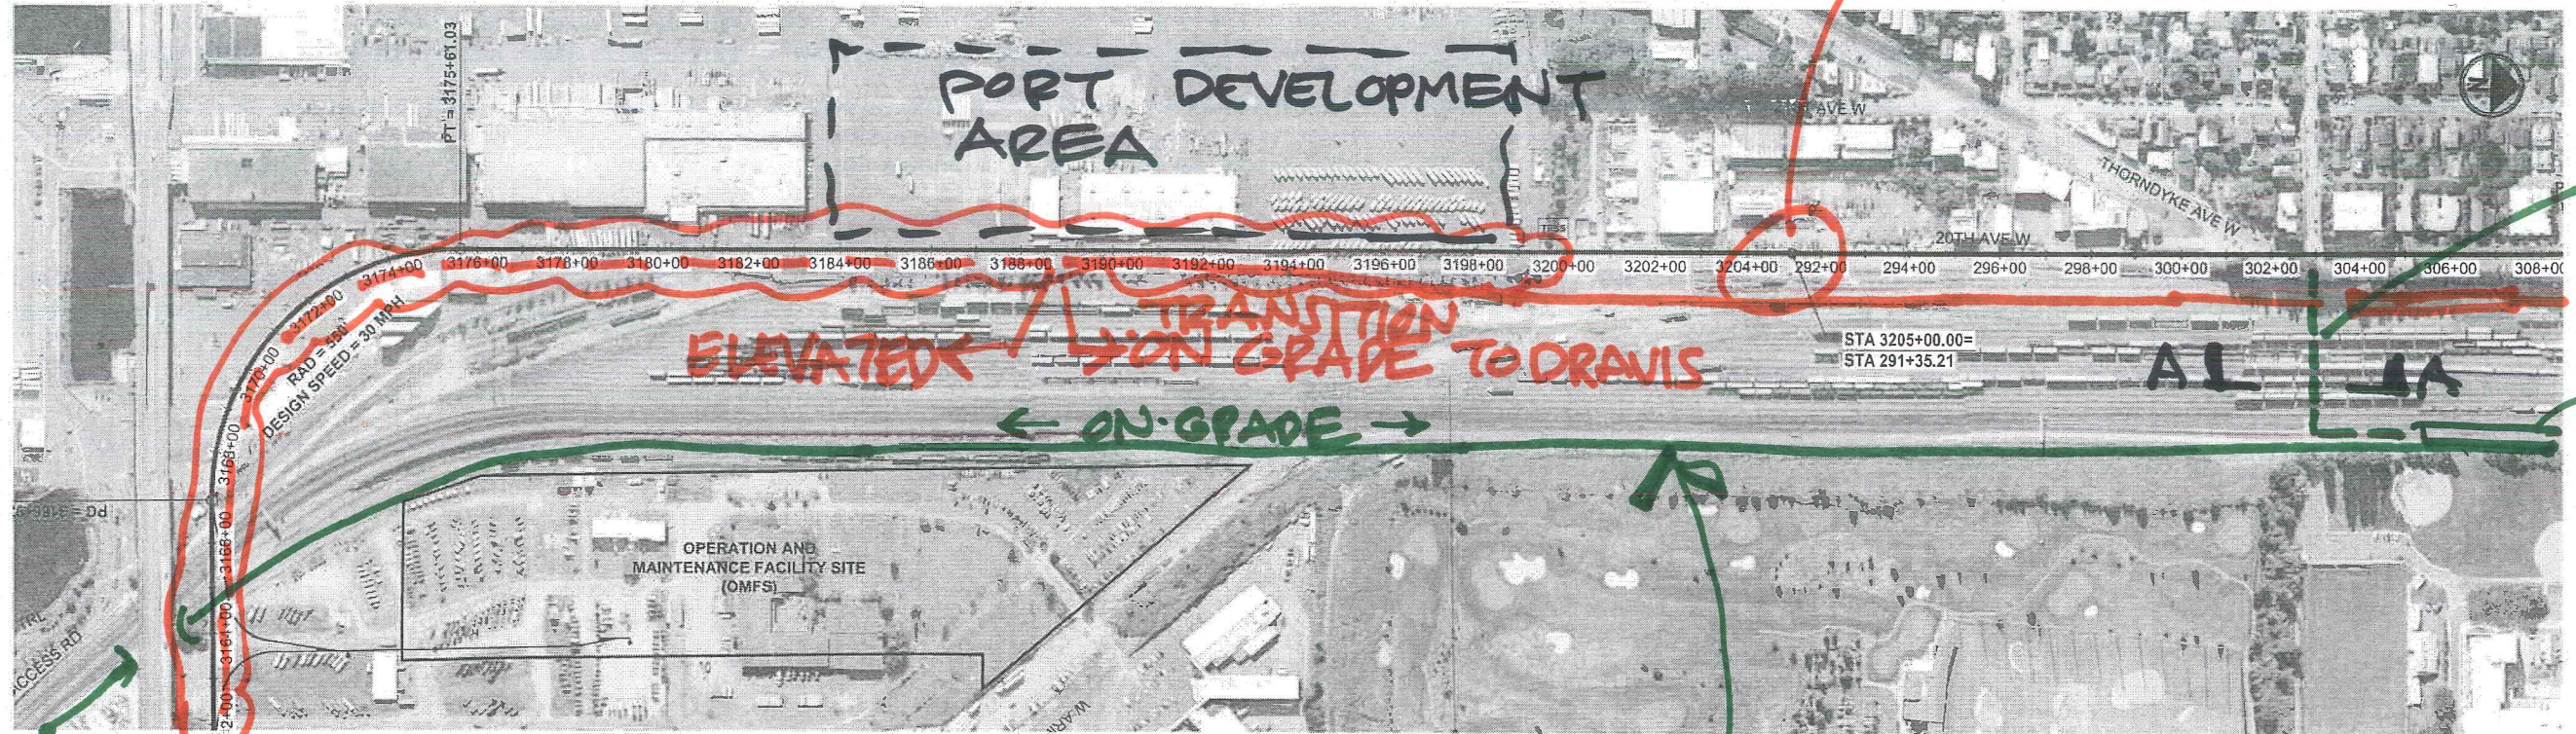 PT = 3175+61.03
PORT DEVELOPMENT
AREA
N
AVE W
THORNDYKE AVE W
20TH AVE W
TPSS
3174+00
3176+00
3178+00
3180+00
3182+00
3184+00
3186+00
3188+00
3190+00
3192+00
3194+00
3196+00
3198+00
3200+00
3202+00
3204+00
292+00
294+00
296+00
298+00
300+00
302+00
304+00
306+00
308+00
3172+00
3170+00
3168+00
RAD = 550'
DESIGN SPEED = 30 MPH
ELEVATED
TRANSITION
ON GRADE TO DRAVIS
STA 3205+00.00=
STA 291+35.21
ON-GRADE
OPERATION AND
MAINTENANCE FACILITY SITE
(OMFS)
TRL
ACCESS RD